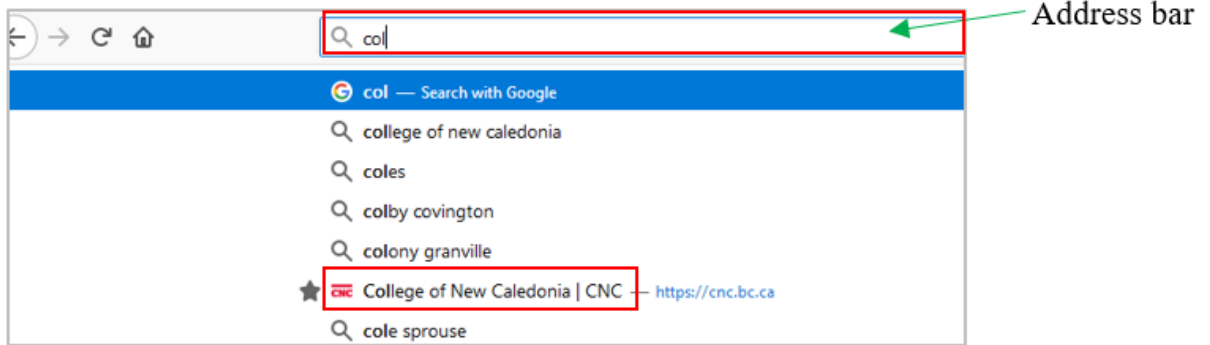 Address bar
col
col — Search with Google
college of new caledonia
coles
colby covington
colony granville
CNC College of New Caledonia | CNC — https://cnc.bc.ca
cole sprouse